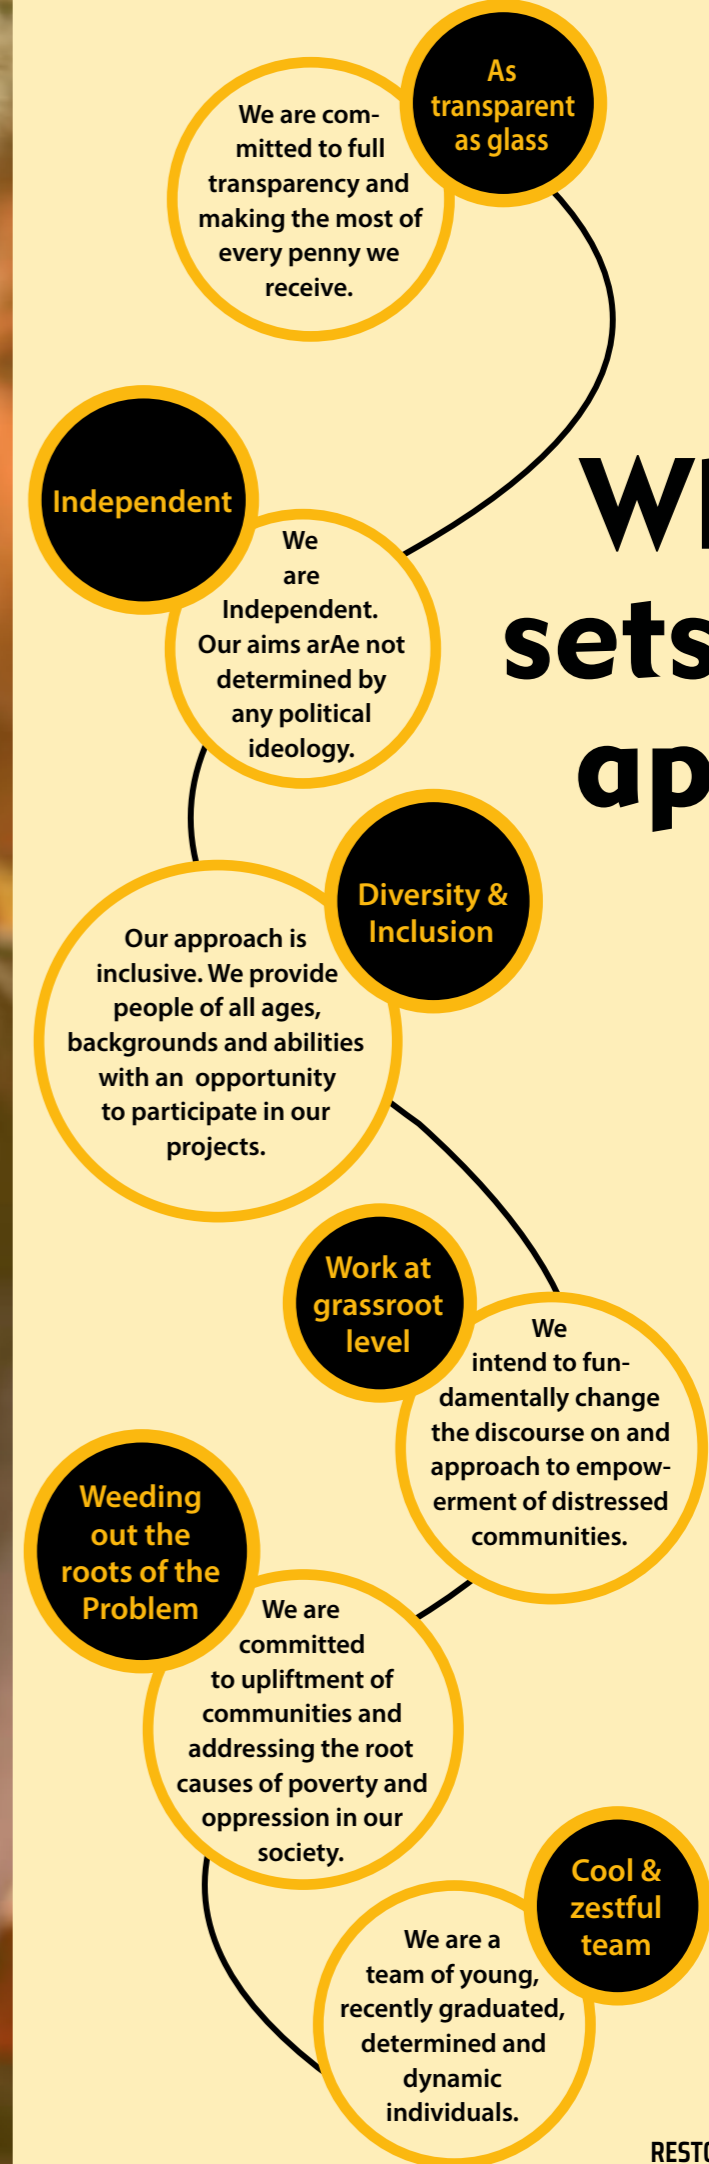 As
transparent
as glass
We are com-
mitted to full
transparency and
making the most of
every penny we
receive.
Independent
We
are
Independent.
Our aims arAe not
determined by
any political
ideology.
sets
ap
Diversity &
Inclusion
Our approach is
inclusive. We provide
people of all ages,
backgrounds and abilities
with an opportunity
to participate in our
projects.
Work at
grassroot
level
We
intend to fun-
damentally change
the discourse on and
approach to empow-
erment of distressed
communities.
Weeding
out the
roots of the
Problem
We are
committed
to upliftment of
communities and
addressing the root
causes of poverty and
oppression in our
society.
Cool &
zestful
team
We are a
team of young,
recently graduated,
determined and
dynamic
individuals.
RESTO